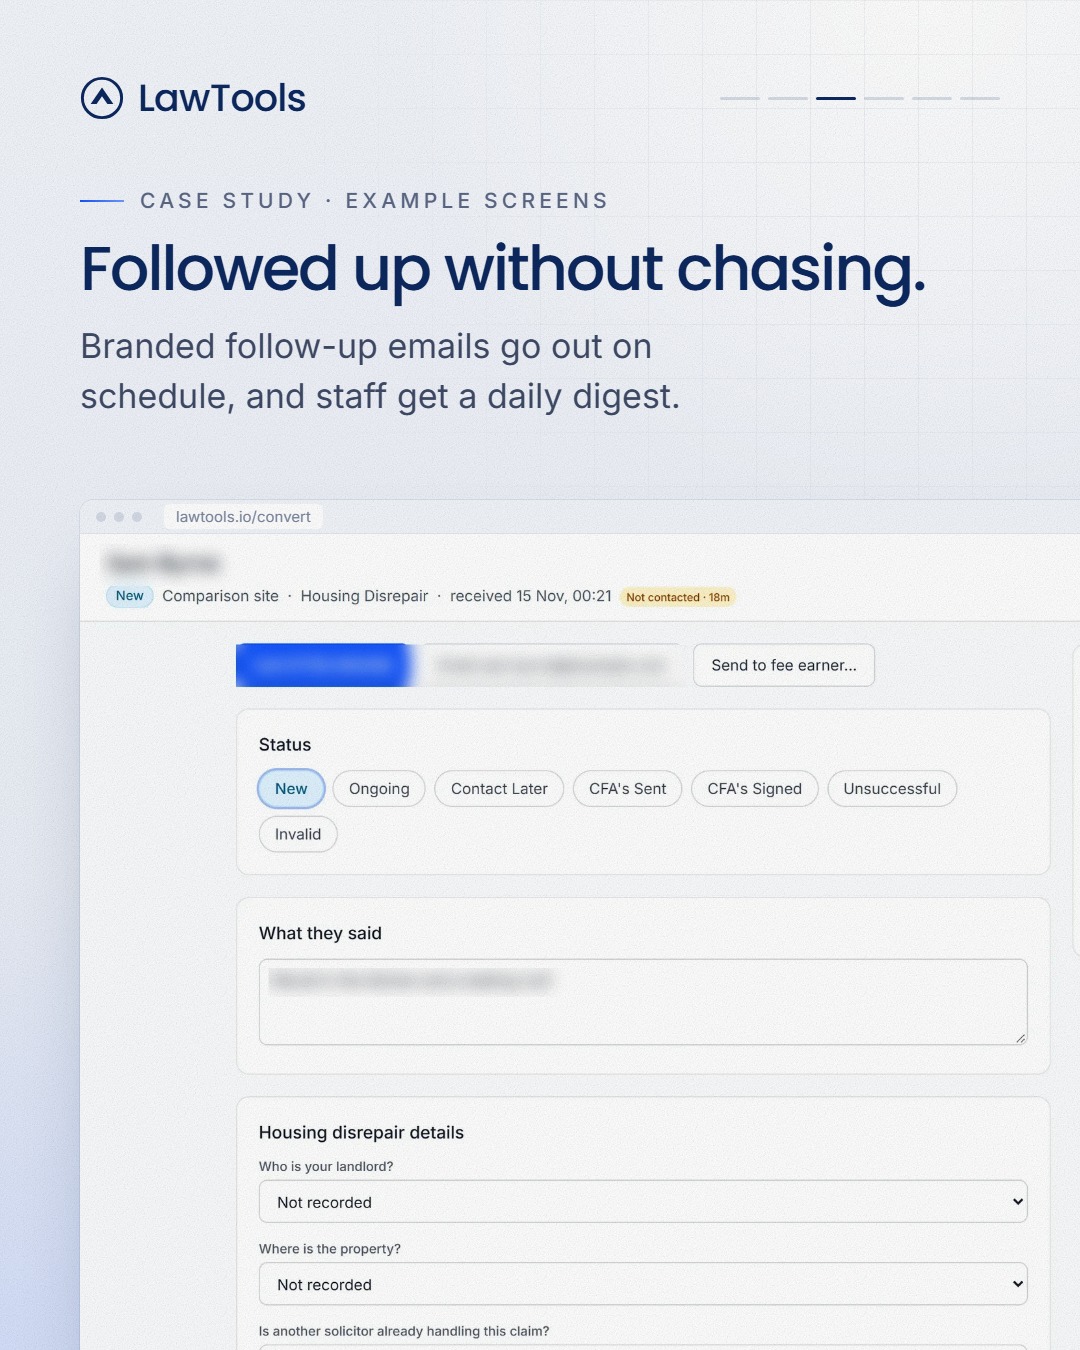 LawTools
CASE STUDY · EXAMPLE SCREENS
Followed up without chasing.
Branded follow-up emails go out on
schedule, and staff get a daily digest.
lawtools.io/convert
New Comparison site · Housing Disrepair · received 15 Nov, 00:21 Not contacted · 18m
Send to fee earner...
Status
New Ongoing Contact Later CFA's Sent CFA's Signed Unsuccessful
Invalid
What they said
Housing disrepair details
Who is your landlord?
Not recorded
Where is the property?
Not recorded
Is another solicitor already handling this claim?